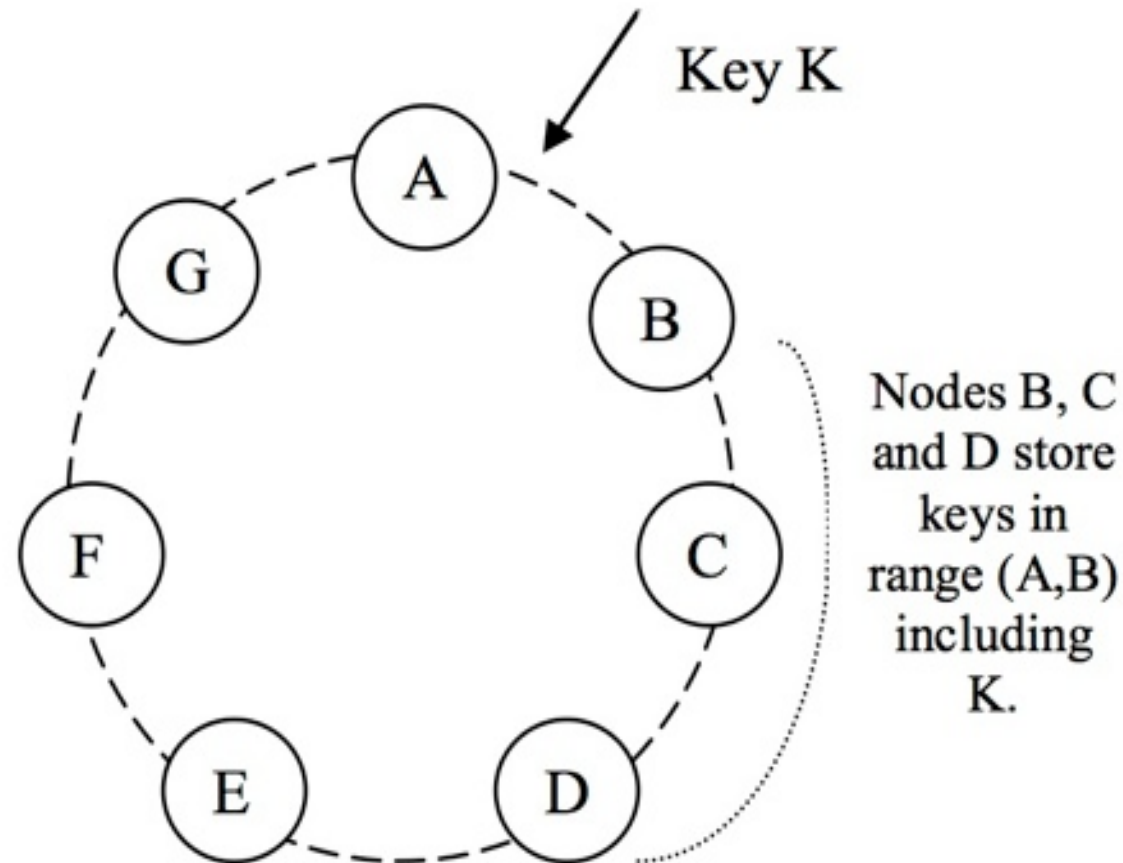 Key K
A
G
B
Nodes B, C
and D store
keys in
range (A,B)
including
K.
F
C
E
D